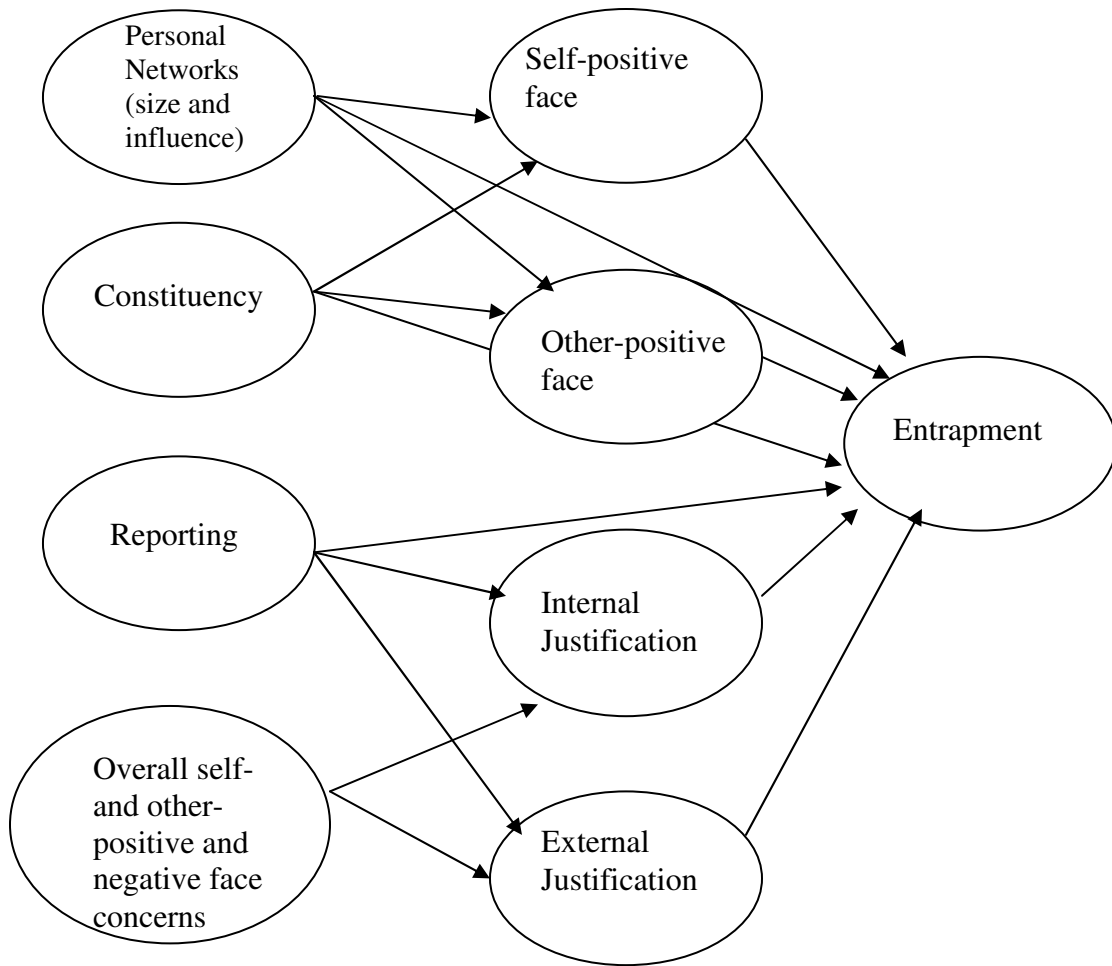 Personal
Networks
(size and
influence)
Self-positive
face
Constituency
Other-positive
face
Entrapment
Reporting
Internal
Justification
Overall self-
and other-
positive and
negative face
concerns
External
Justification